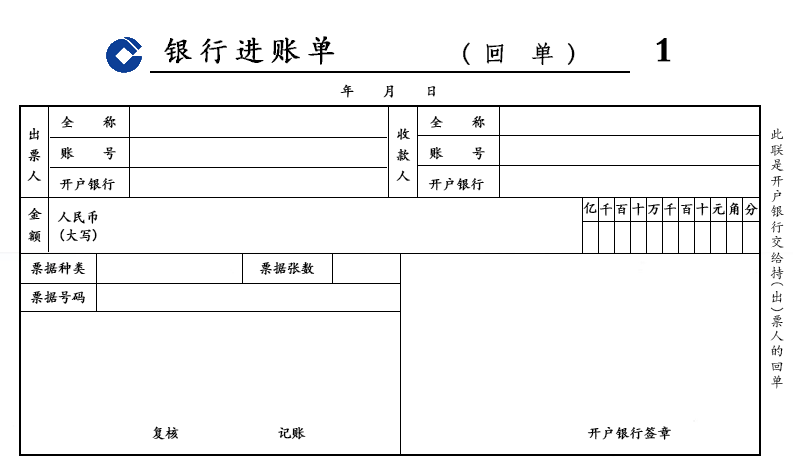 银行进账单 (回 单) 1
年 月 日
出票人
全 称
账 号
开户银行
收款人
全 称
账 号
开户银行
金额
人民币
(大写)
亿千百十万千百十元角分
票据种类
票据张数
票据号码
复核 记账
开户银行签章
此联是开户银行交给持(出)票人的回单